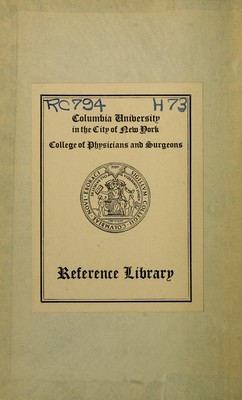 RC794 H73
Columbia University
in the City of New York
College of Physicians and Surgeons
Reference Library